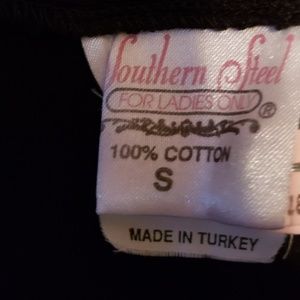 Southern Steel
FOR LADIES ONLY
®
100% COTTON
S
MADE IN TURKEY